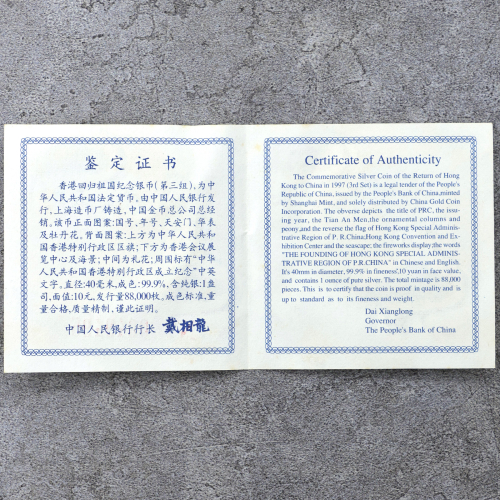 鉴定证书
香港回归祖国纪念银币(第三组),为中
华人民共和国法定货币。由中国人民银行发
行,上海造币厂铸造,中国金币总公司总经
销。该币正面图案:国号、年号、天安门、华表
及牡丹花,背面图案:上方为中华人民共和
国香港特别行政区区旗;下方为香港会议展
览中心及海景;中间为礼花;周围标有“中华
人民共和国香港特别行政区成立纪念”中英
文字。直径:40毫米,成色:99.9%,含纯银:1盎
司,面值:10元,发行量88,000枚。成色标准,重
量合格,质量精制,谨此证明。
中国人民银行行长 戴相龍
Certificate of Authenticity
The Commemorative Silver Coin of the Return of Hong
Kong to China in 1997 (3rd Set) is a legal tender of the People's
Republic of China, issued by the People's Bank of China,minted
by Shanghai Mint, and solely distributed by China Gold Coin
Incorporation. The obverse depicts the title of PRC, the issu-
ing year, the Tian An Men,the ornamental columns and
peony,and the reverse the flag of Hong Kong Special Adminis-
trative Region of P. R.China,Hong Kong Convention and Ex-
hibition Center and the seascape; the fireworks display,the words
"THE FOUNDING OF HONG KONG SPECIAL ADMINIS-
TRATIVE REGION OF P.R.CHINA" in Chinese and English.
It's 40mm in diameter, 99.9% in fineness,10 yuan in face value,
and contains 1 ounce of pure silver. The total mintage is 88,000
pieces. This is to certify that the coin is proof in quality and is
up to standard as to its fineness and weight.
Dai Xianglong
Governor
The People's Bank of China